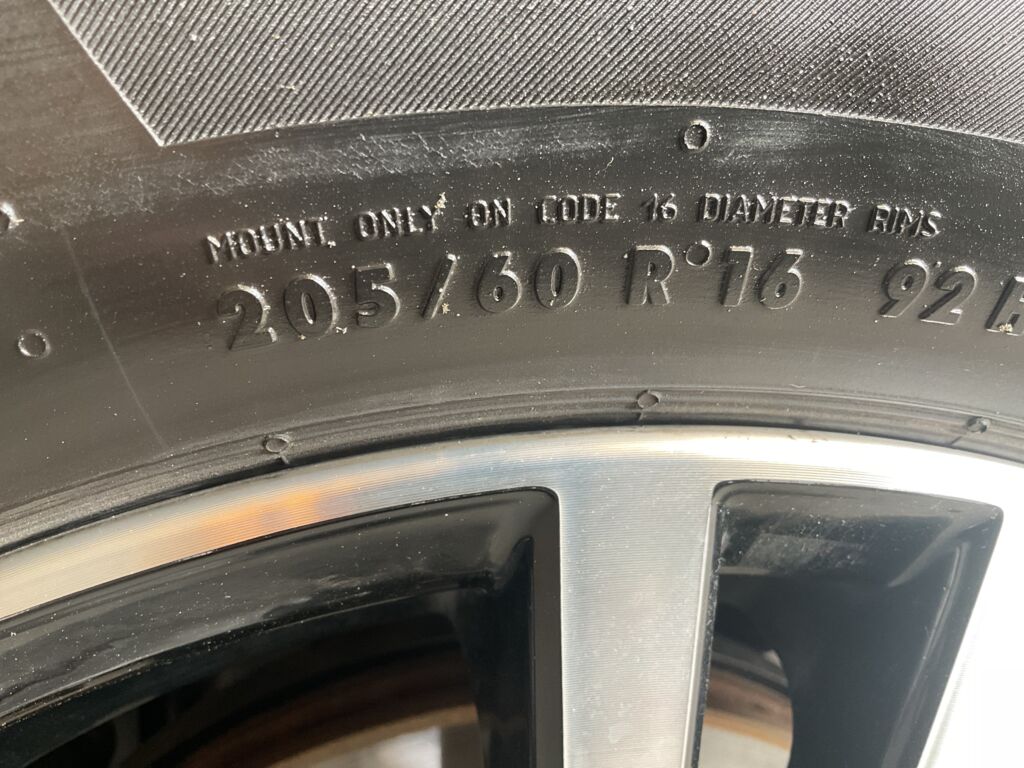 MOUNT ONLY ON CODE 16 DIAMETER RIMS
205/60 R 16 92